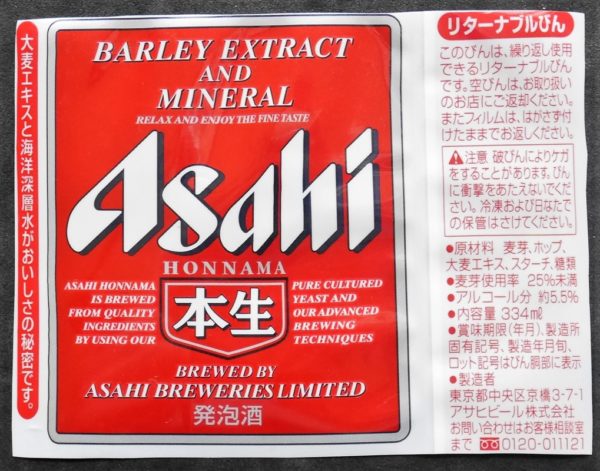 大麦エキスと海洋深層水がおいしさの秘密です。
BARLEY EXTRACT
AND
MINERAL
RELAX AND ENJOY THE FINE TASTE
Asahi
HONNAMA
ASAHI HONNAMA
IS BREWED
FROM QUALITY
INGREDIENTS
BY USING OUR
本生
PURE CULTURED
YEAST AND
OUR ADVANCED
BREWING
TECHNIQUES
BREWED BY
ASAHI BREWERIES LIMITED
発泡酒
リターナブルびん
このびんは、繰り返し使用
できるリターナブルびん
です。空びんは、お取り扱い
のお店にご返却ください。
またフィルムは、はがさず付
けたままでお返しください。
注意 破びんによりケガ
をすることがあります。びん
に衝撃をあたえないでくだ
さい。冷凍および日なたで
の保管はさけてください。
●原材料 麦芽、ホップ、
大麦エキス、スターチ、糖類
●麦芽使用率 25%未満
●アルコール分 約5.5%
●内容量 334㎖
●賞味期限(年月)、製造所
固有記号、製造年月旬、
ロット記号はびん胴部に表示
●製造者
東京都中央区京橋3-7-1
アサヒビール株式会社
お問い合わせはお客様相談室
まで 0120-011121